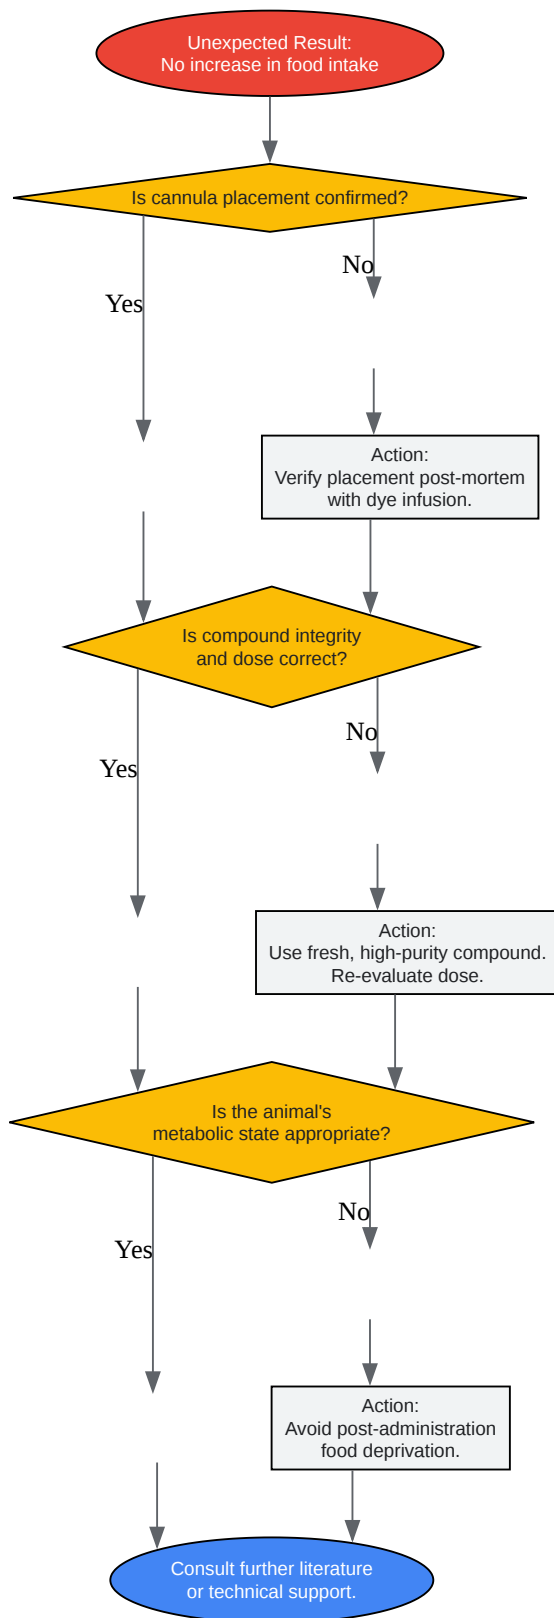 Unexpected Result:
No increase in food intake
Is cannula placement confirmed?
No
Yes
Action:
Verify placement post-mortem
with dye infusion.
Is compound integrity
and dose correct?
No
Yes
Action:
Use fresh, high-purity compound.
Re-evaluate dose.
Is the animal's
metabolic state appropriate?
No
Yes
Action:
Avoid post-administration
food deprivation.
Consult further literature
or technical support.